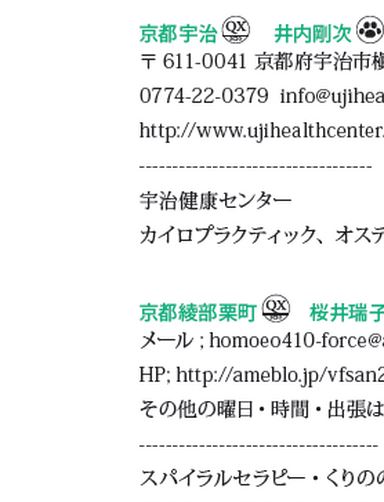 京都宇治 QX 井内剛次
〒611-0041 京都府宇治市槇
0774-22-0379 info@ujihea
http://www.ujihealthcenter.
----------------------------------
宇治健康センター
カイロプラクティック、オステ
京都綾部栗町 QX 桜井瑞子
メール ; homoeo410-force@a
HP; http://ameblo.jp/vfsan2
その他の曜日・時間・出張は
-----------------------------------
スパイラルセラピー・くりのの